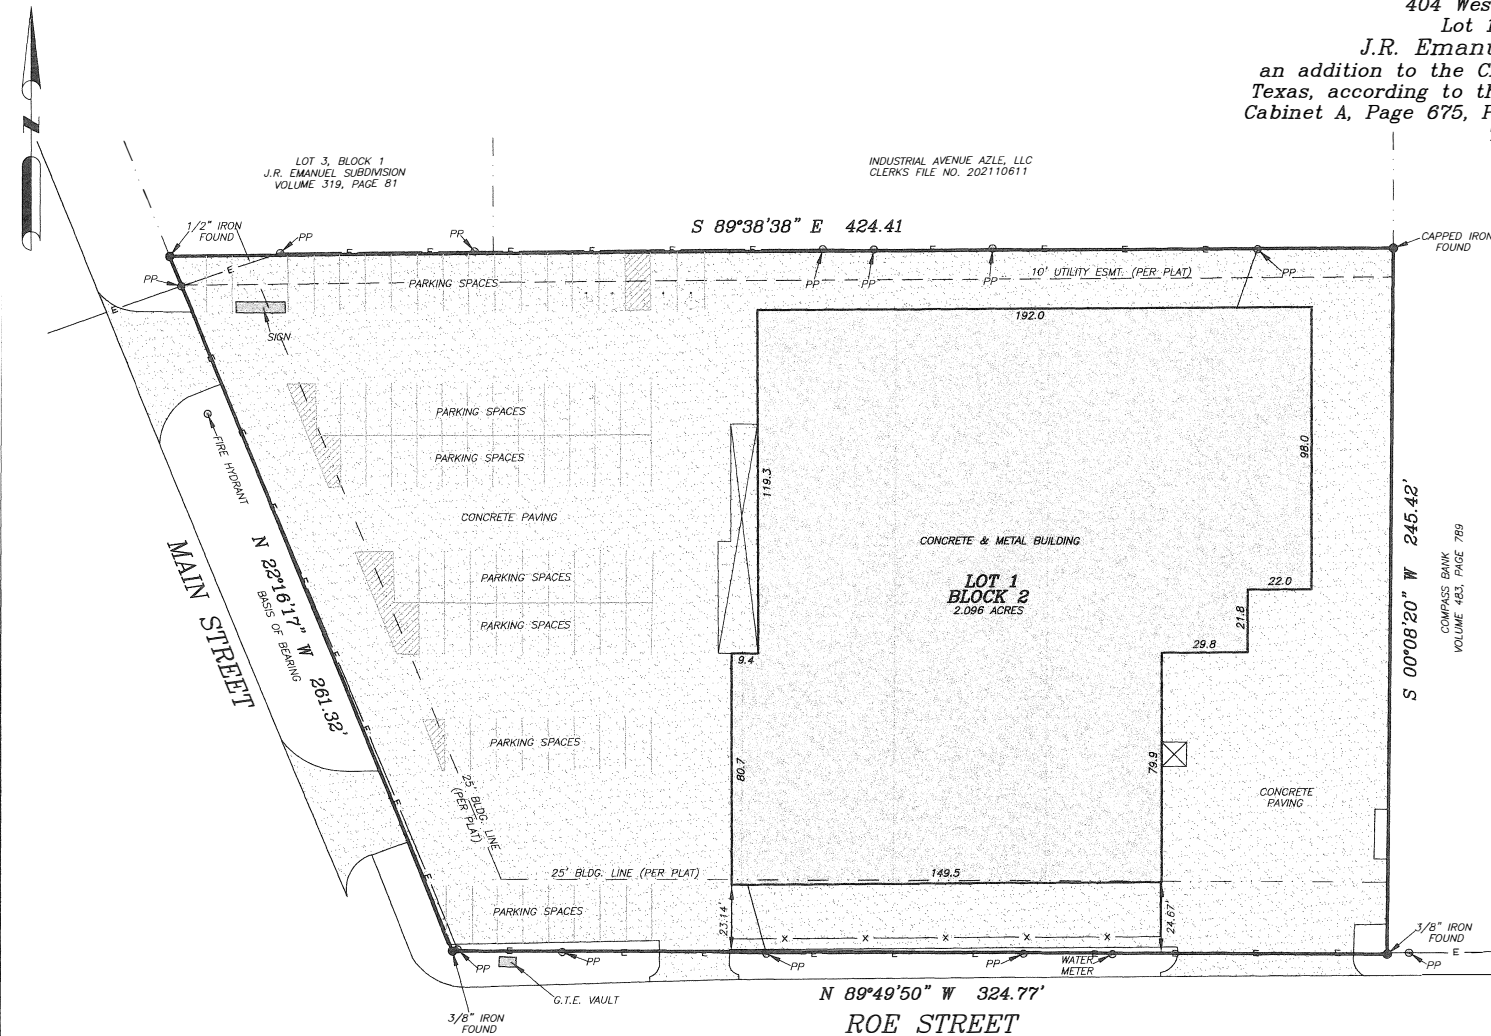 404 Wes
Lot 1
J.R. Emanu
an addition to the C
Texas, according to th
Cabinet A, Page 675, P
N
LOT 3, BLOCK 1
J.R. EMANUEL SUBDIVISION
VOLUME 319, PAGE 81
INDUSTRIAL AVENUE AZLE, LLC
CLERKS FILE NO. 202110611
1/2" IRON
FOUND
PP
PP
S 89°38'38" E 424.41
CAPPED IRON
FOUND
PP
E
PARKING SPACES
PP
PP
PP
10' UTILITY ESMT. (PER PLAT)
PP
SIGN
192.0
FIRE HYDRANT
PARKING SPACES
PARKING SPACES
119.3
98.0
CONCRETE PAVING
CONCRETE & METAL BUILDING
LOT 1
BLOCK 2
2.096 ACRES
22.0
21.8
29.8
S 00°08'20" W 245.42'
COMPASS BANK
VOLUME 483, PAGE 789
MAIN STREET
N 22°16'17" W 261.32'
BASIS OF BEARING
PARKING SPACES
PARKING SPACES
9.4
PARKING SPACES
80.7
79.9
25' BLDG. LINE
(PER PLAT)
CONCRETE
PAVING
25' BLDG. LINE (PER PLAT)
149.5
PARKING SPACES
23.14'
24.67'
X X X X X
3/8" IRON
FOUND
PP
PP
PP
PP
WATER
METER
PP
E
G.T.E. VAULT
3/8" IRON
FOUND
N 89°49'50" W 324.77'
ROE STREET